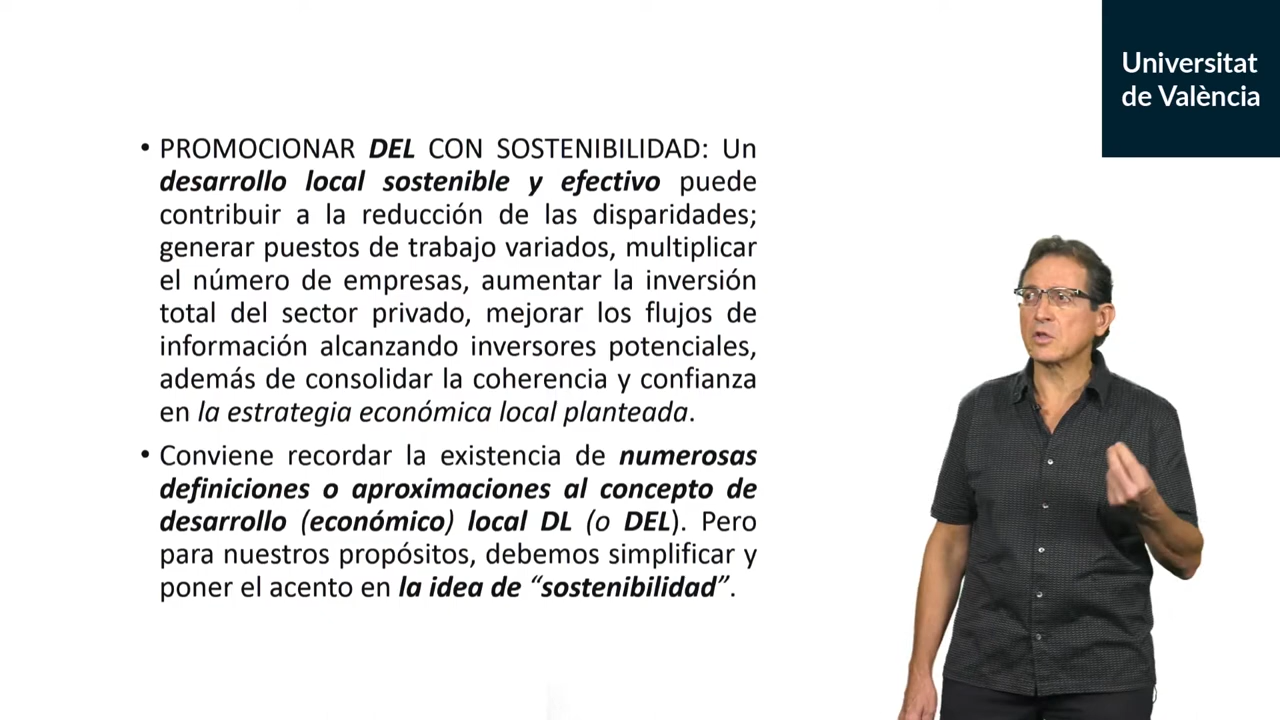 Universitat
de València
• PROMOCIONAR DEL CON SOSTENIBILIDAD: Un
desarrollo local sostenible y efectivo puede
contribuir a la reducción de las disparidades;
generar puestos de trabajo variados, multiplicar
el número de empresas, aumentar la inversión
total del sector privado, mejorar los flujos de
información alcanzando inversores potenciales,
además de consolidar la coherencia y confianza
en la estrategia económica local planteada.
• Conviene recordar la existencia de numerosas
definiciones o aproximaciones al concepto de
desarrollo (económico) local DL (o DEL). Pero
para nuestros propósitos, debemos simplificar y
poner el acento en la idea de “sostenibilidad”.